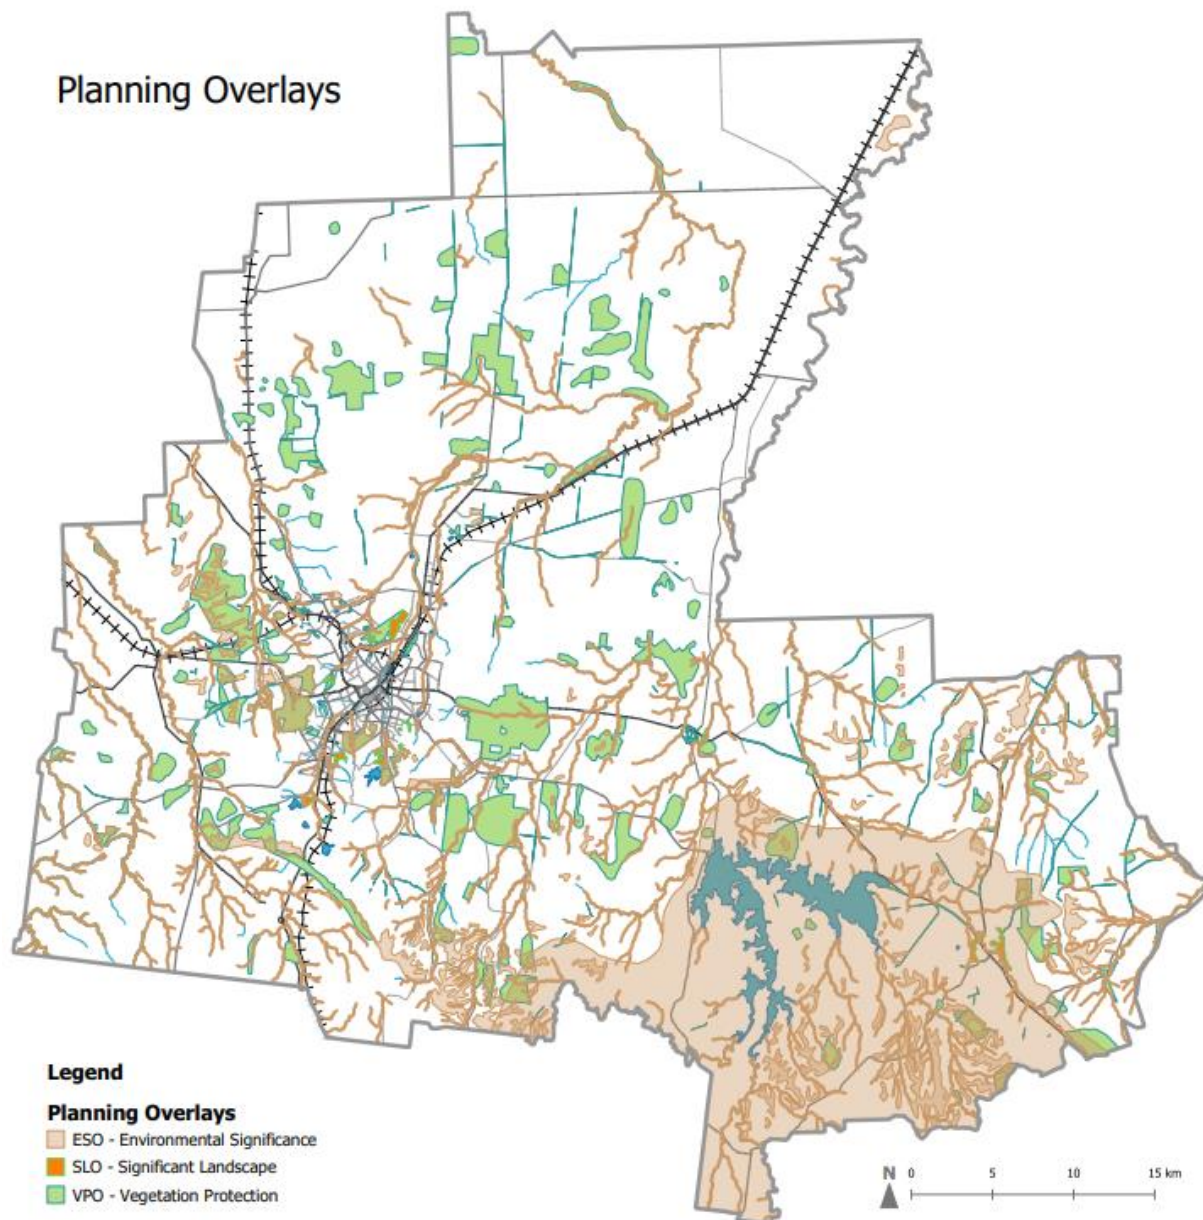 Planning Overlays
Legend
Planning Overlays
ESO - Environmental Significance
SLO - Significant Landscape
VPO - Vegetation Protection
N 0 5 10 15 km